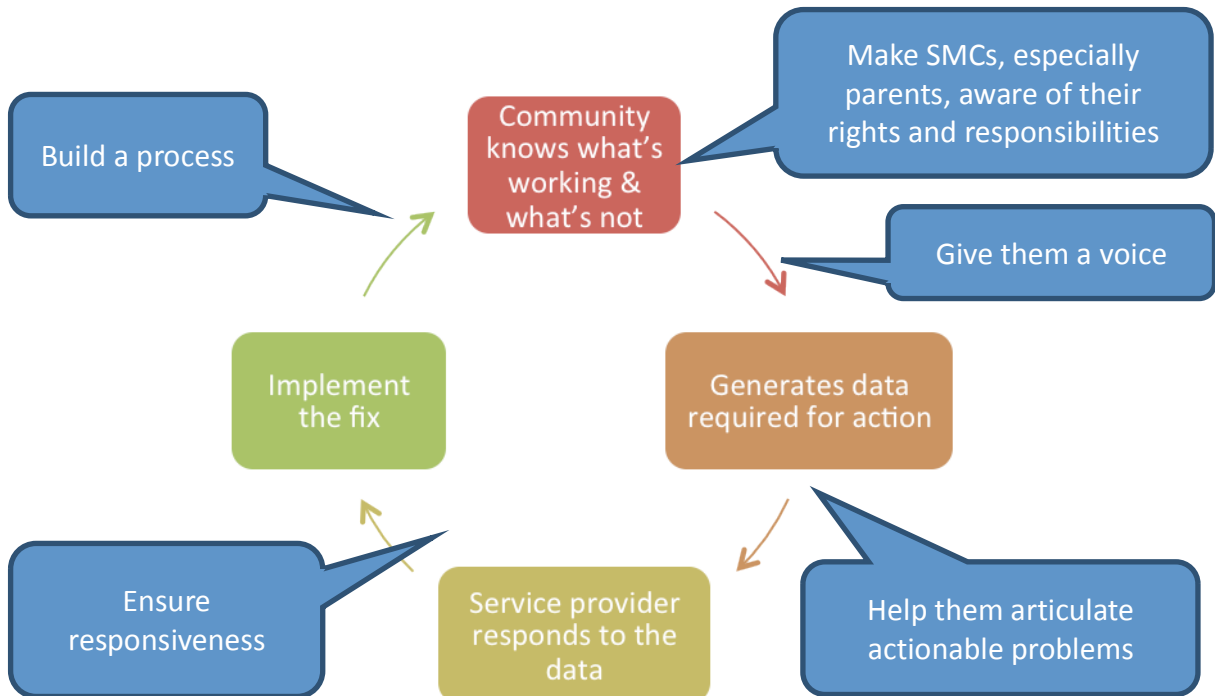 Make SMCs, especially
parents, aware of their
rights and responsibilities
Community
knows what's
working &
what's not
Build a process
Give them a voice
Implement
the fix
Generates data
required for action
Ensure
responsiveness
Service provider
responds to the
data
Help them articulate
actionable problems